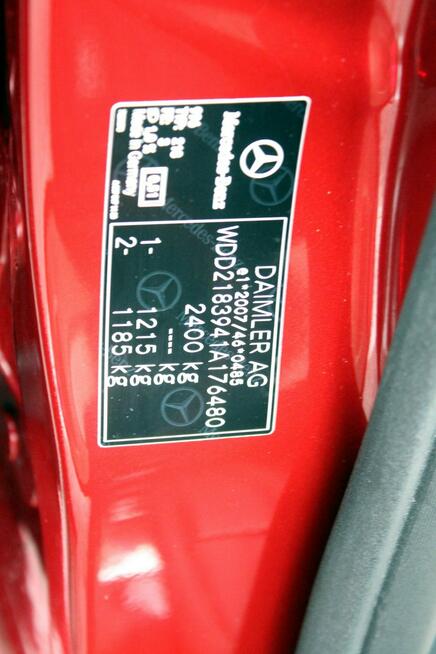 Mercedes-Benz
Made in Germany
DAIMLER AG
e1*2007/46*0485
WDD2183941A176480
2400 kg
---- kg
1- 1215 kg
2- 1185 kg